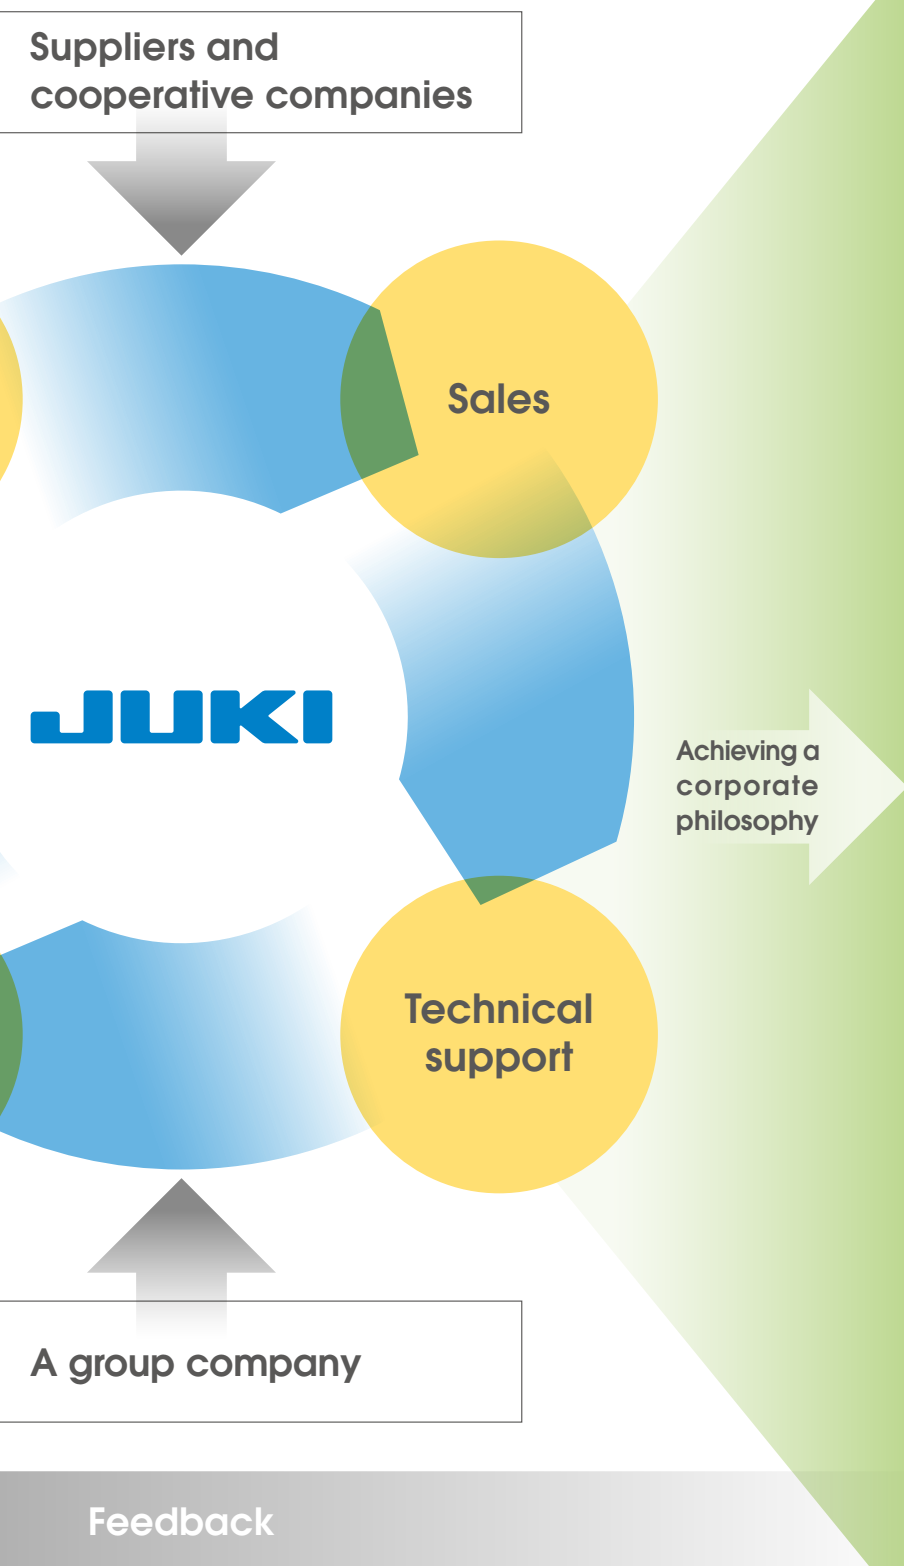 Suppliers and
cooperative companies
Sales
JUKI
Achieving a
corporate
philosophy
Technical
support
A group company
Feedback